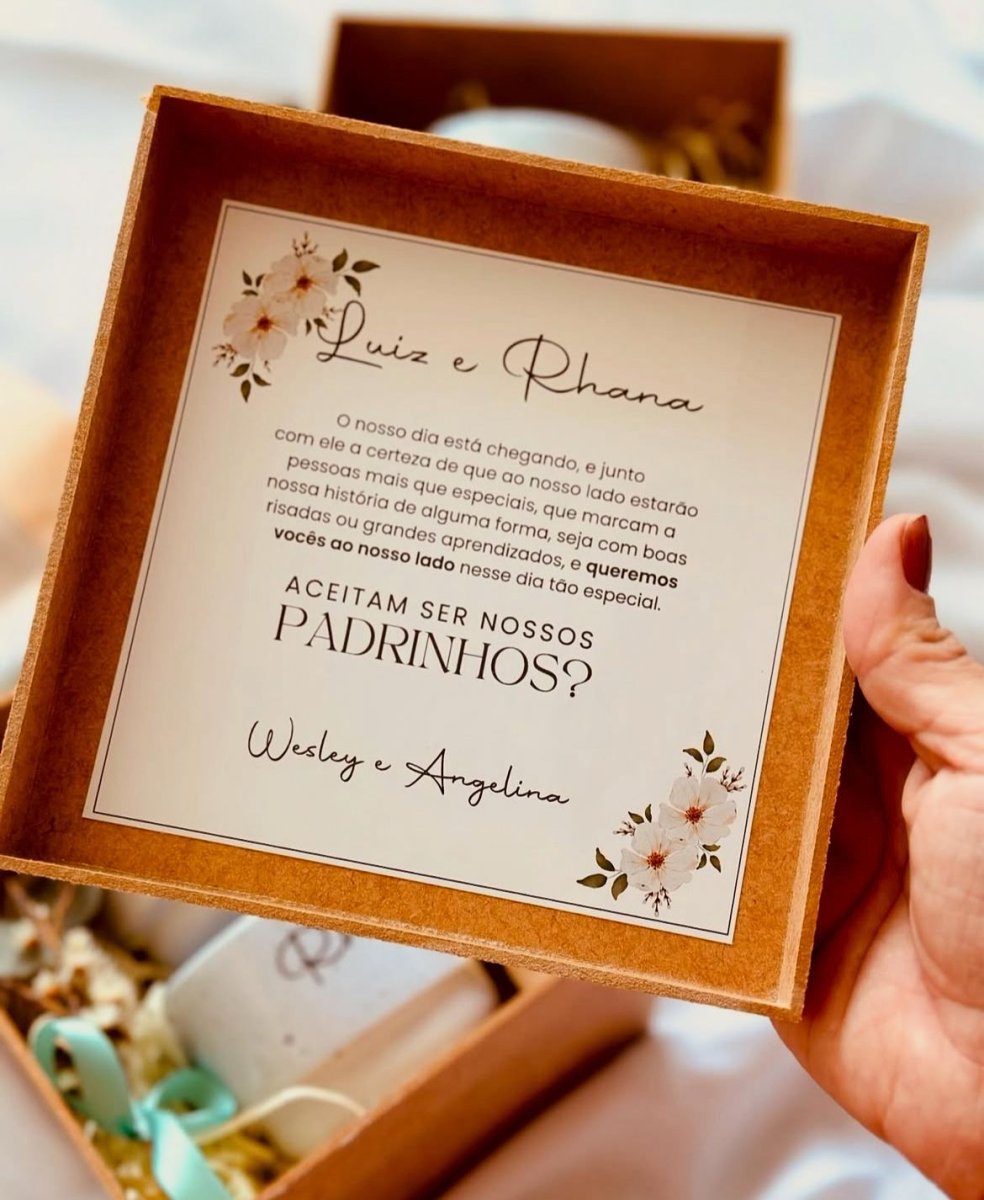 Luiz e Rhana
O nosso dia está chegando, e junto
com ele a certeza de que ao nosso lado estarão
pessoas mais que especiais, que marcam a
nossa história de alguma forma, seja com boas
risadas ou grandes aprendizados, e queremos
vocês ao nosso lado nesse dia tão especial.
ACEITAM SER NOSSOS
PADRINHOS?
Wesley e Angelina